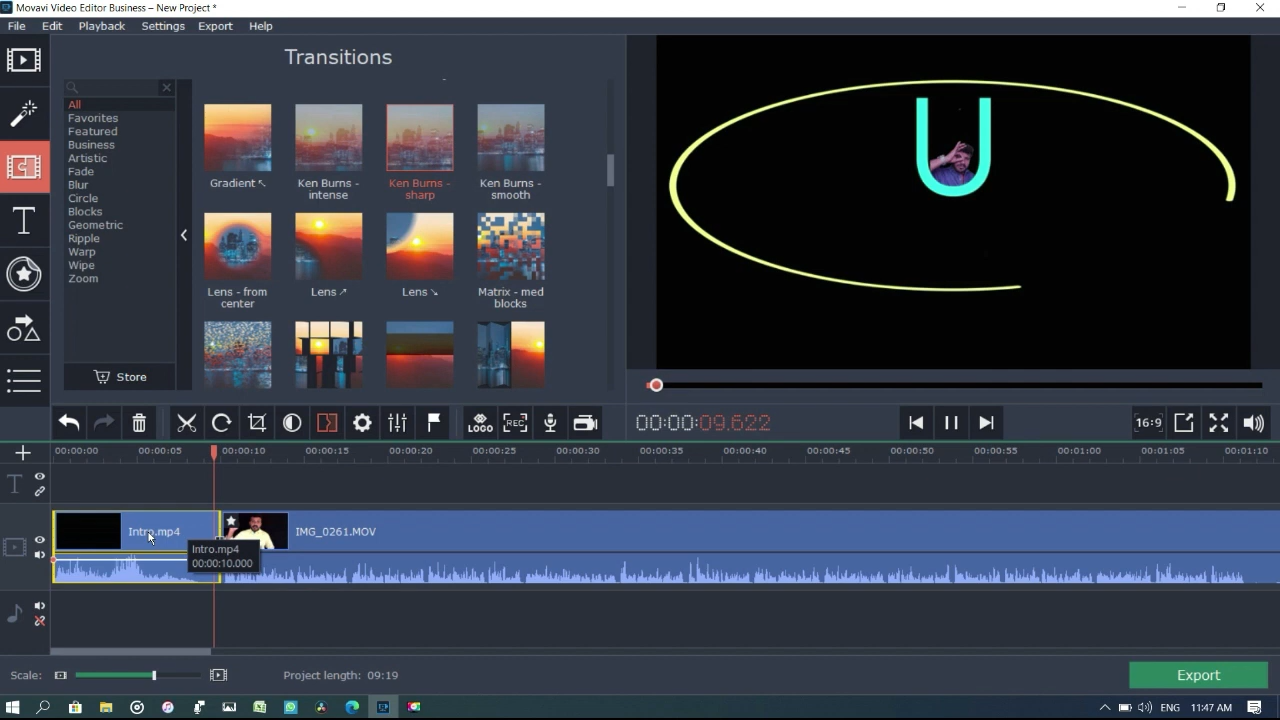 Movavi Video Editor Business – New Project *
File Edit Playback Settings Export Help
Transitions
All
Favorites
Featured
Business
Artistic
Fade
Blur
Circle
Blocks
Geometric
Ripple
Warp
Wipe
Zoom
Store
Gradient ↖
Ken Burns - intense
Ken Burns - sharp
Ken Burns - smooth
Lens - from center
Lens ↗
Lens ↘
Matrix - med blocks
U
LOGO
REC
00:00:09.622
16:9
00:00:00 00:00:05 00:00:10 00:00:15 00:00:20 00:00:25 00:00:30 00:00:35 00:00:40 00:00:45 00:00:50 00:00:55 00:01:00 00:01:05 00:01:10
T
Intro.mp4
IMG_0261.MOV
Intro.mp4
00:00:10.000
Scale:
Project length: 09:19
Export
ENG 11:47 AM